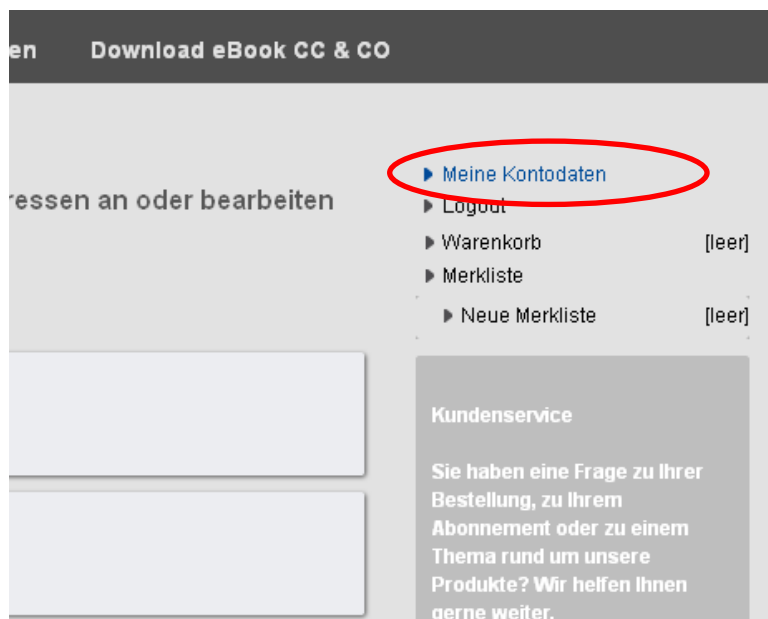 en Download eBook CC & CO
Meine Kontodaten
ressen an oder bearbeiten
Logout
Warenkorb [leer]
Merkliste
Neue Merkliste [leer]
Kundenservice
Sie haben eine Frage zu Ihrer
Bestellung, zu Ihrem
Abonnement oder zu einem
Thema rund um unsere
Produkte? Wir helfen Ihnen
gerne weiter.